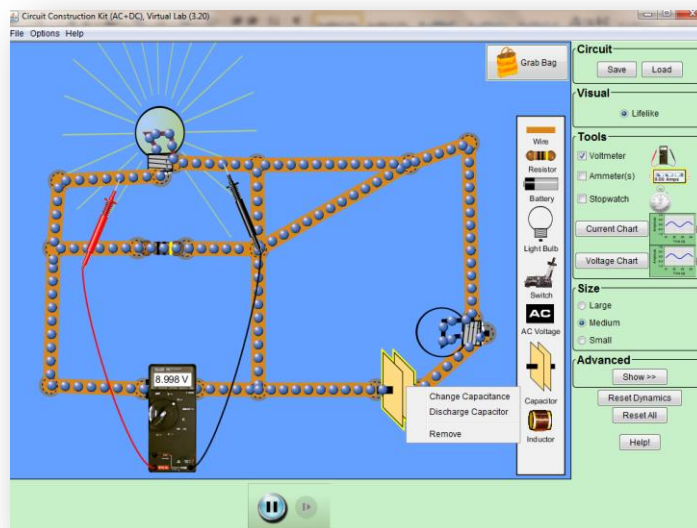 Circuit Construction Kit (AC+DC), Virtual Lab (3.20)
File Options Help
Grab Bag
Wire
Resistor
Battery
Light Bulb
Switch
AC
AC Voltage
Capacitor
Inductor
8.998 V
Change Capacitance
Discharge Capacitor
Remove
Circuit
Save Load
Visual
Lifelike
Tools
Voltmeter
Ammeter(s)
Stopwatch
Current Chart
Voltage Chart
Size
Large
Medium
Small
Advanced
Show >>
Reset Dynamics
Reset All
Help!